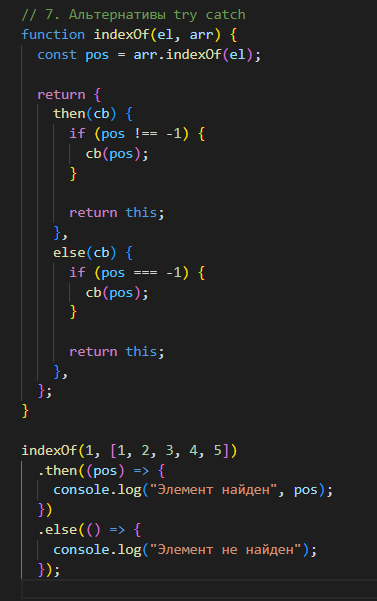 // 7. Альтернативы try catch
function indexOf(el, arr) {
  const pos = arr.indexOf(el);

  return {
    then(cb) {
      if (pos !== -1) {
        cb(pos);
      }

      return this;
    },
    else(cb) {
      if (pos === -1) {
        cb(pos);
      }

      return this;
    },
  };
}

indexOf(1, [1, 2, 3, 4, 5])
  .then((pos) => {
    console.log("Элемент найден", pos);
  })
  .else(() => {
    console.log("Элемент не найден");
  });